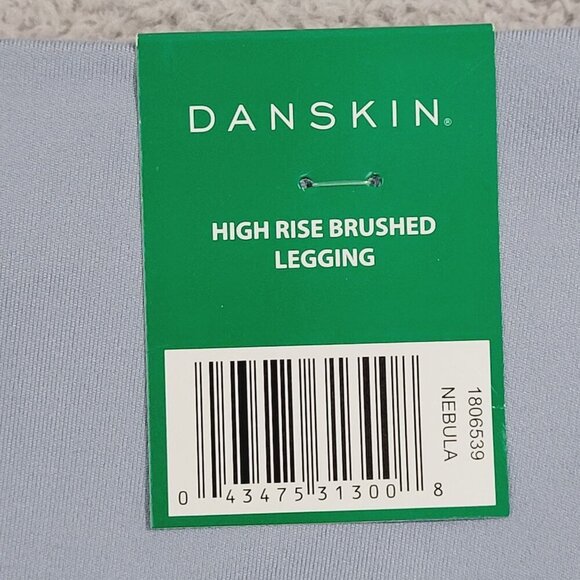 DANSKIN®
HIGH RISE BRUSHED
LEGGING
0 43475 31300 8
1806539
NEBULA